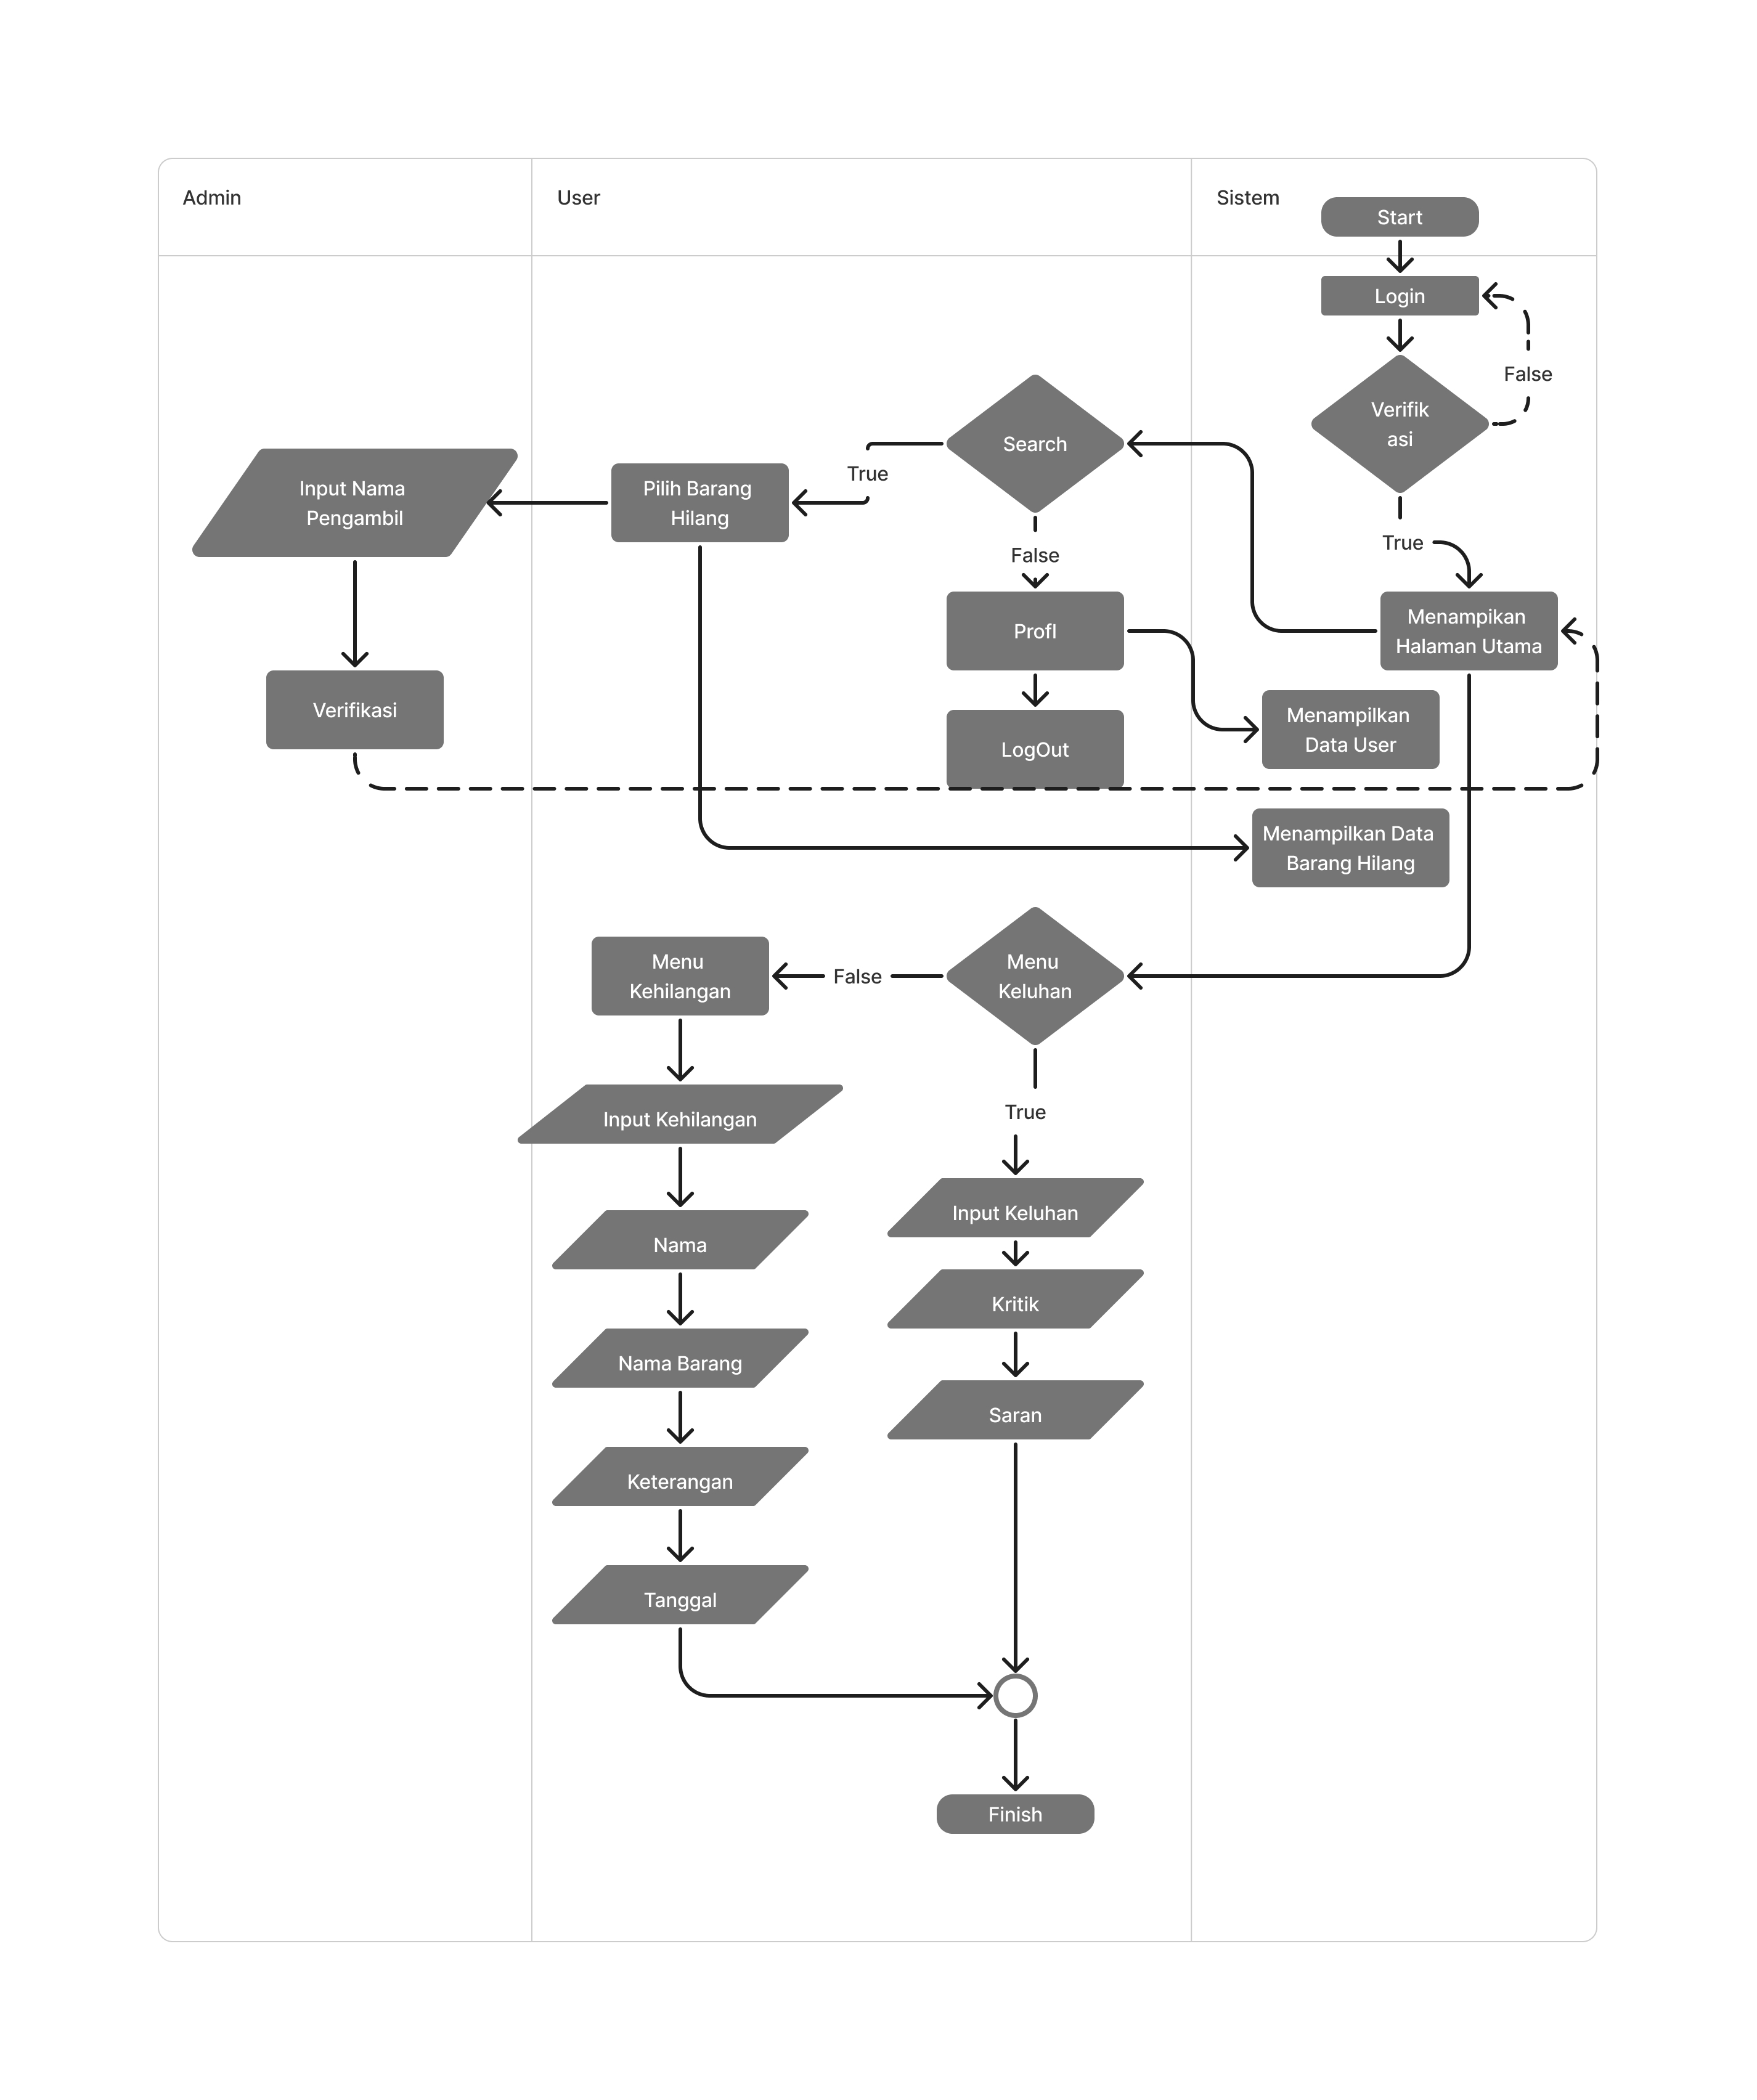 Admin
User
Sistem
Start
Login
False
Verifik
asi
True
Search
True
False
Pilih Barang
Hilang
Input Nama
Pengambil
Verifikasi
Profl
LogOut
Menampikan
Halaman Utama
Menampilkan
Data User
Menampilkan Data
Barang Hilang
Menu
Keluhan
False
Menu
Kehilangan
True
Input Kehilangan
Nama
Nama Barang
Keterangan
Tanggal
Input Keluhan
Kritik
Saran
Finish